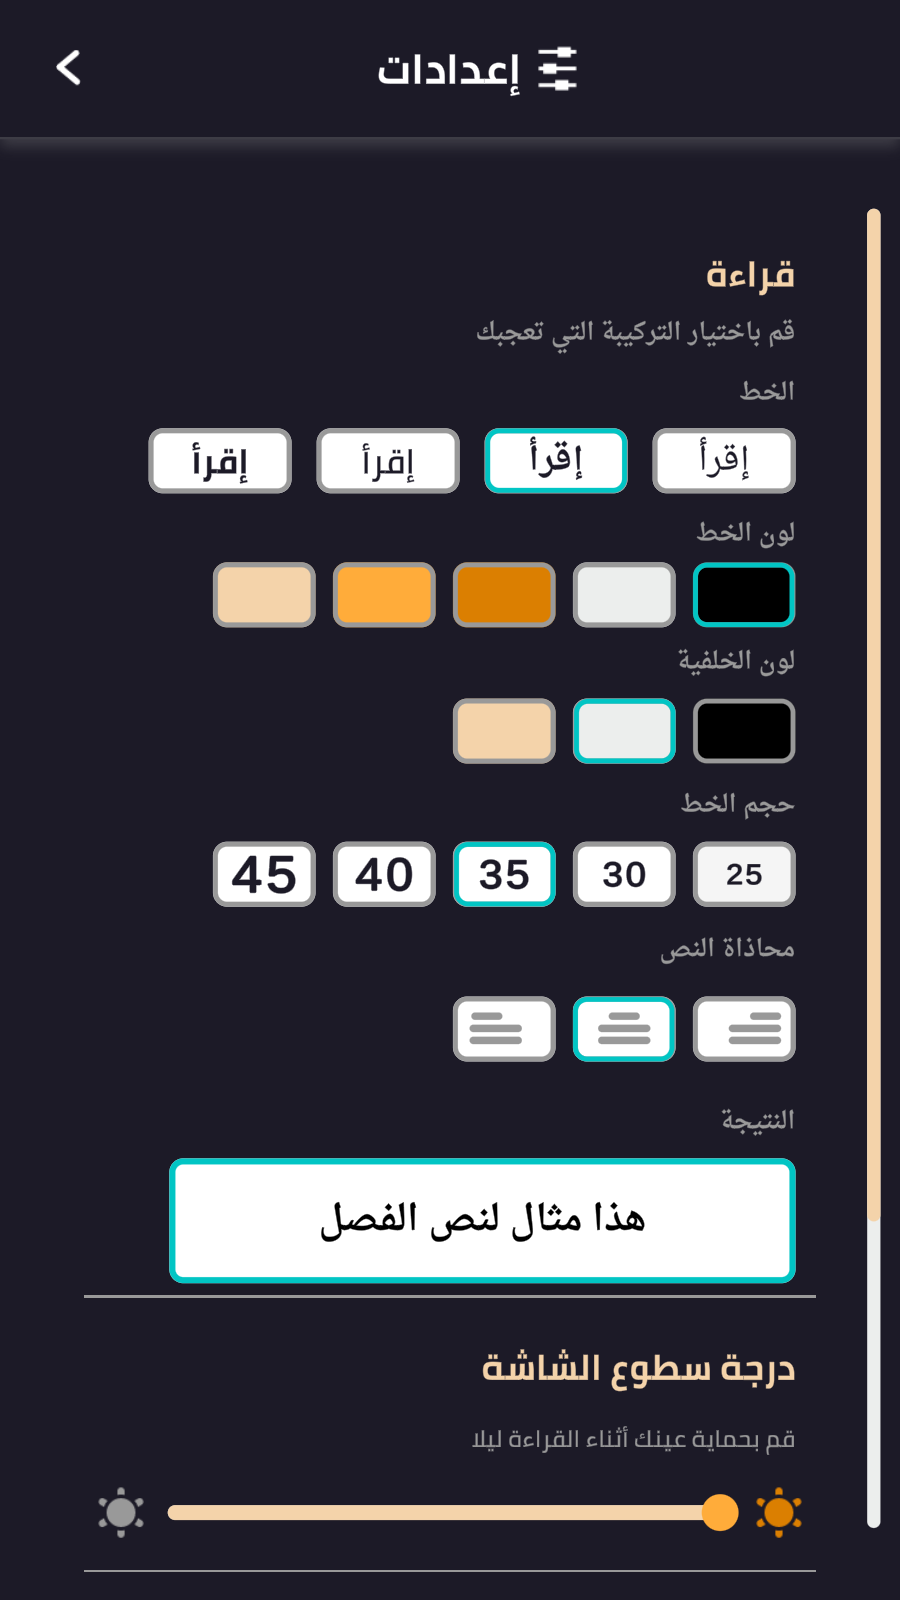 إعدادات
قراءة
قم باختيار التركيبة التي تعجبك
الخط
إقرأ إقرأ إقرأ إقرأ
لون الخط
لون الخلفية
حجم الخط
25 30 35 40 45
محاذاة النص
النتيجة
هذا مثال لنص الفصل
درجة سطوع الشاشة
قم بحماية عينك أثناء القراءة ليلا